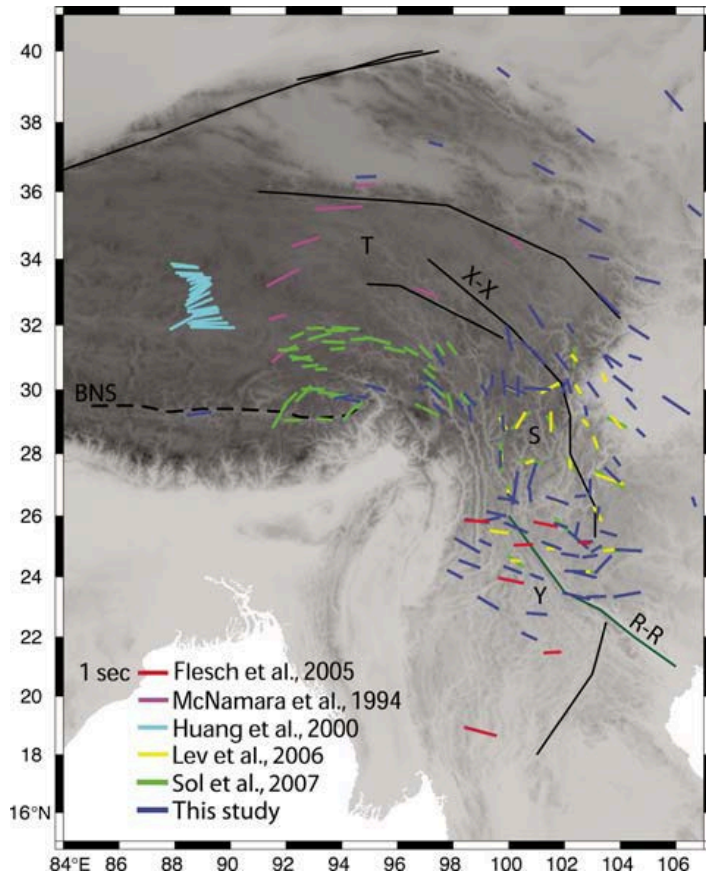 40
38
36
34
32
30
28
26
24
22
20
18
16°N
T
X-X
BNS
S
Y
R-R
1 sec
Flesch et al., 2005
McNamara et al., 1994
Huang et al., 2000
Lev et al., 2006
Sol et al., 2007
This study
84°E 86 88 90 92 94 96 98 100 102 104 106